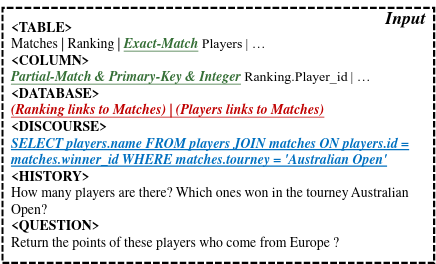 Input
<TABLE>
Matches | Ranking | Exact-Match Players | …
<COLUMN>
Partial-Match & Primary-Key & Integer Ranking.Player_id | …
<DATABASE>
(Ranking links to Matches) | (Players links to Matches)
<DISCOURSE>
SELECT players.name FROM players JOIN matches ON players.id =
matches.winner_id WHERE matches.tourney = 'Australian Open'
<HISTORY>
How many players are there? Which ones won in the tourney Australian
Open?
<QUESTION>
Return the points of these players who come from Europe ?